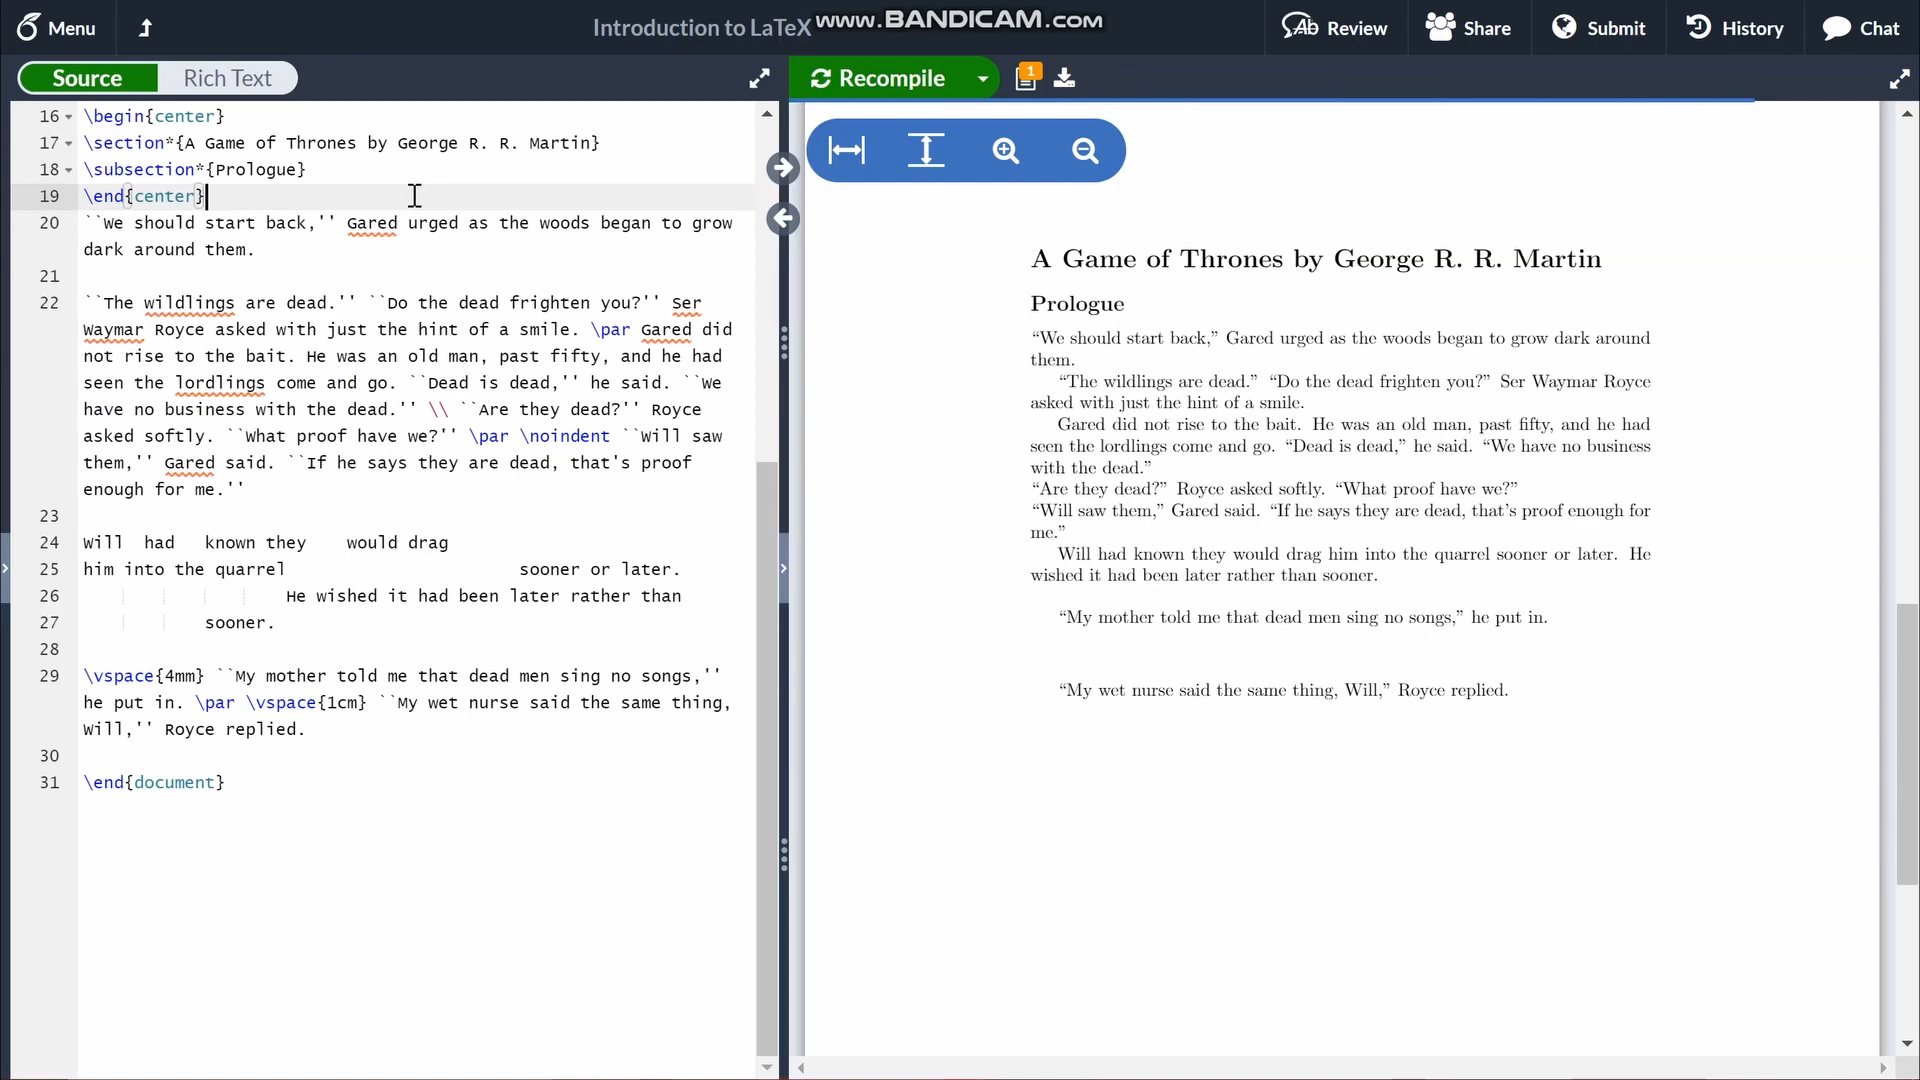 Menu
Introduction to LaTeX
www.BANDICAM.com
Review
Share
Submit
History
Chat
Source
Rich Text
Recompile
1
16 \begin{center}
17 \section*{A Game of Thrones by George R. R. Martin}
18 \subsection*{Prologue}
19 \end{center}
20 ``We should start back,'' Gared urged as the woods began to grow
dark around them.
21
22 ``The wildlings are dead.'' ``Do the dead frighten you?'' Ser
Waymar Royce asked with just the hint of a smile. \par Gared did
not rise to the bait. He was an old man, past fifty, and he had
seen the lordlings come and go. ``Dead is dead,'' he said. ``We
have no business with the dead.'' \\ ``Are they dead?'' Royce
asked softly. ``What proof have we?'' \par \noindent ``Will saw
them,'' Gared said. ``If he says they are dead, that's proof
enough for me.''
23
24 Will had known they would drag
25 him into the quarrel sooner or later.
26 He wished it had been later rather than
27 sooner.
28
29 \vspace{4mm} ``My mother told me that dead men sing no songs,''
he put in. \par \vspace{1cm} ``My wet nurse said the same thing,
Will,'' Royce replied.
30
31 \end{document}
A Game of Thrones by George R. R. Martin
Prologue
“We should start back,” Gared urged as the woods began to grow dark around
them.
“The wildlings are dead.” “Do the dead frighten you?” Ser Waymar Royce
asked with just the hint of a smile.
Gared did not rise to the bait. He was an old man, past fifty, and he had
seen the lordlings come and go. “Dead is dead,” he said. “We have no business
with the dead.”
“Are they dead?” Royce asked softly. “What proof have we?”
“Will saw them,” Gared said. “If he says they are dead, that’s proof enough for
me.”
Will had known they would drag him into the quarrel sooner or later. He
wished it had been later rather than sooner.
“My mother told me that dead men sing no songs,” he put in.
“My wet nurse said the same thing, Will,” Royce replied.